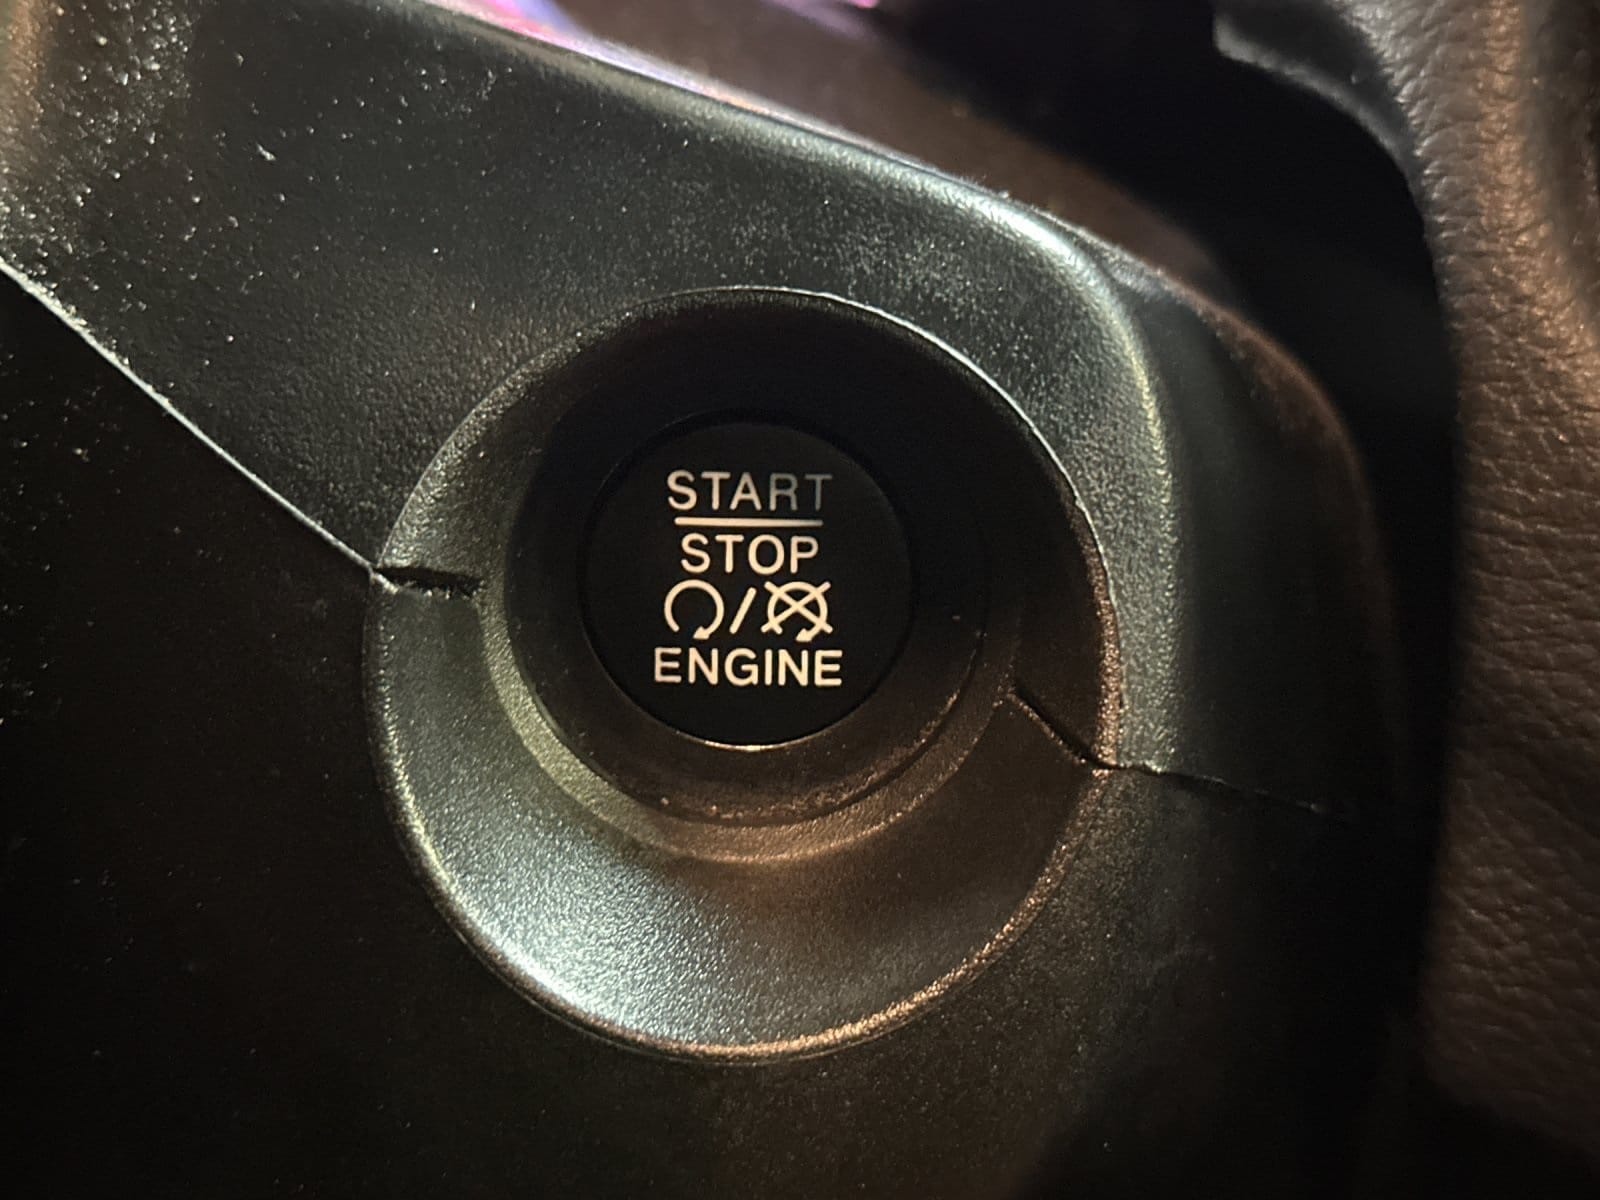 START
STOP
/
ENGINE